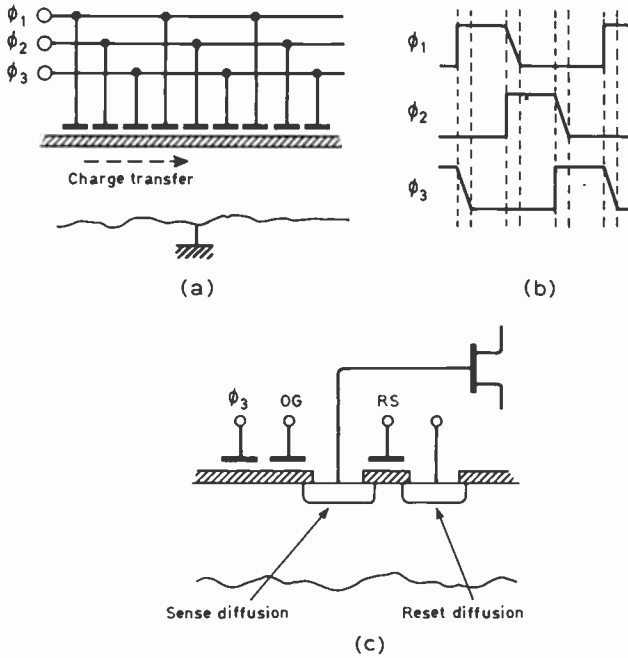 ϕ1
ϕ2
ϕ3
Charge transfer
(a)
ϕ1
ϕ2
ϕ3
(b)
ϕ3 OG RS
Sense diffusion Reset diffusion
(c)